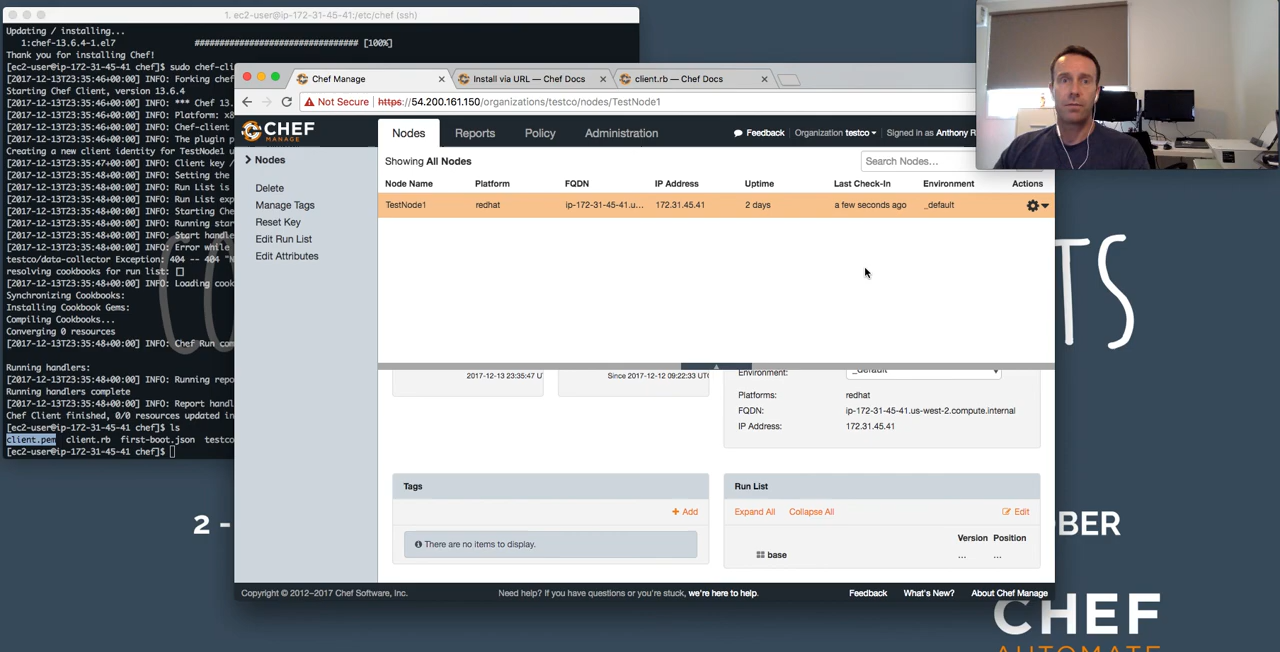 1. ec2-user@ip-172-31-45-41:/etc/chef (ssh)
Updating / installing...
1:chef-13.6.4-1.el7 ################################# [100%]
Thank you for installing Chef!
[ec2-user@ip-172-31-45-41 chef]$ sudo chef-cli
[2017-12-13T23:35:46+00:00] INFO: Forking chef
Starting Chef Client, version 13.6.4
[2017-12-13T23:35:46+00:00] INFO: *** Chef 13.
[2017-12-13T23:35:46+00:00] INFO: Platform: x8
[2017-12-13T23:35:46+00:00] INFO: Chef-client
[2017-12-13T23:35:46+00:00] INFO: The plugin p
Creating a new client identity for TestNode1 u
[2017-12-13T23:35:47+00:00] INFO: Client key /
[2017-12-13T23:35:48+00:00] INFO: Setting the
[2017-12-13T23:35:48+00:00] INFO: Run List is
[2017-12-13T23:35:48+00:00] INFO: Run List exp
[2017-12-13T23:35:48+00:00] INFO: Starting Che
[2017-12-13T23:35:48+00:00] INFO: Running star
[2017-12-13T23:35:48+00:00] INFO: Start handle
[2017-12-13T23:35:48+00:00] INFO: Error while
testco/data-collector Exception: 404 -- 404 "N
resolving cookbooks for run list: []
[2017-12-13T23:35:48+00:00] INFO: Loading cook
Synchronizing Cookbooks:
Installing Cookbook Gems:
Compiling Cookbooks...
Converging 0 resources
[2017-12-13T23:35:48+00:00] INFO: Chef Run com
Running handlers:
[2017-12-13T23:35:48+00:00] INFO: Running repo
Running handlers complete
[2017-12-13T23:35:48+00:00] INFO: Report handl
Chef Client finished, 0/0 resources updated in
[ec2-user@ip-172-31-45-41 chef]$ ls
client.pem client.rb first-boot.json testco
[ec2-user@ip-172-31-45-41 chef]$
Chef Manage
Install via URL — Chef Docs
client.rb — Chef Docs
Not Secure https://54.200.161.150/organizations/testco/nodes/TestNode1
CHEF
MANAGE
Nodes Reports Policy Administration
Feedback Organization testco Signed in as Anthony R
Nodes
Delete
Manage Tags
Reset Key
Edit Run List
Edit Attributes
Showing All Nodes
Search Nodes...
Node Name Platform FQDN IP Address Uptime Last Check-In Environment Actions
TestNode1 redhat ip-172-31-45-41.u... 172.31.45.41 2 days a few seconds ago _default
2017-12-13 23:35:47 UTC
Since 2017-12-12 09:22:33 UTC
Environment: _default
Platforms: redhat
FQDN: ip-172-31-45-41.us-west-2.compute.internal
IP Address: 172.31.45.41
Tags
+ Add
There are no items to display.
Run List
Expand All Collapse All Edit
Version Position
base ... ...
Copyright © 2012–2017 Chef Software, Inc.
Need help? If you have questions or you're stuck, we're here to help.
Feedback What's New? About Chef Manage
2 -
BER
CHEF
AUTOMATE